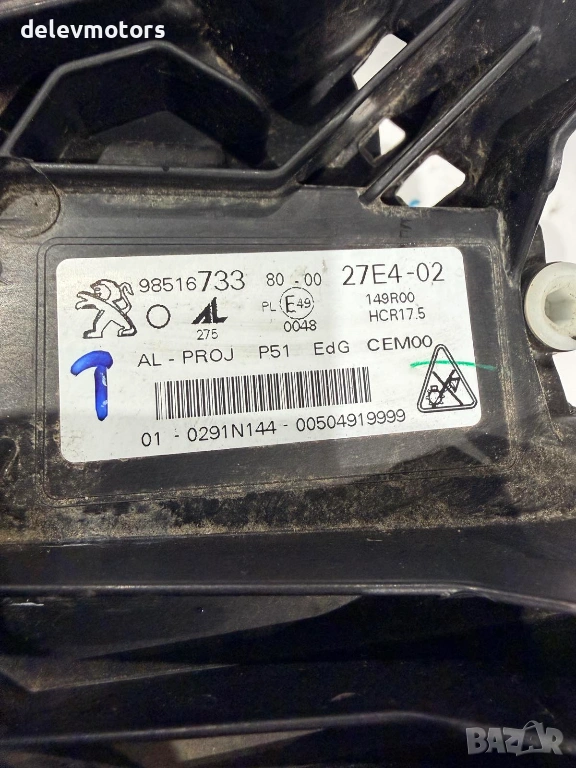 delevmotors
98516733 80-00 27E4-02
AL 275 PL E49 0048 149R00 HCR17.5
AL-PROJ P51 EdG CEM00
T
01-0291N144-00504919999
BAZAR